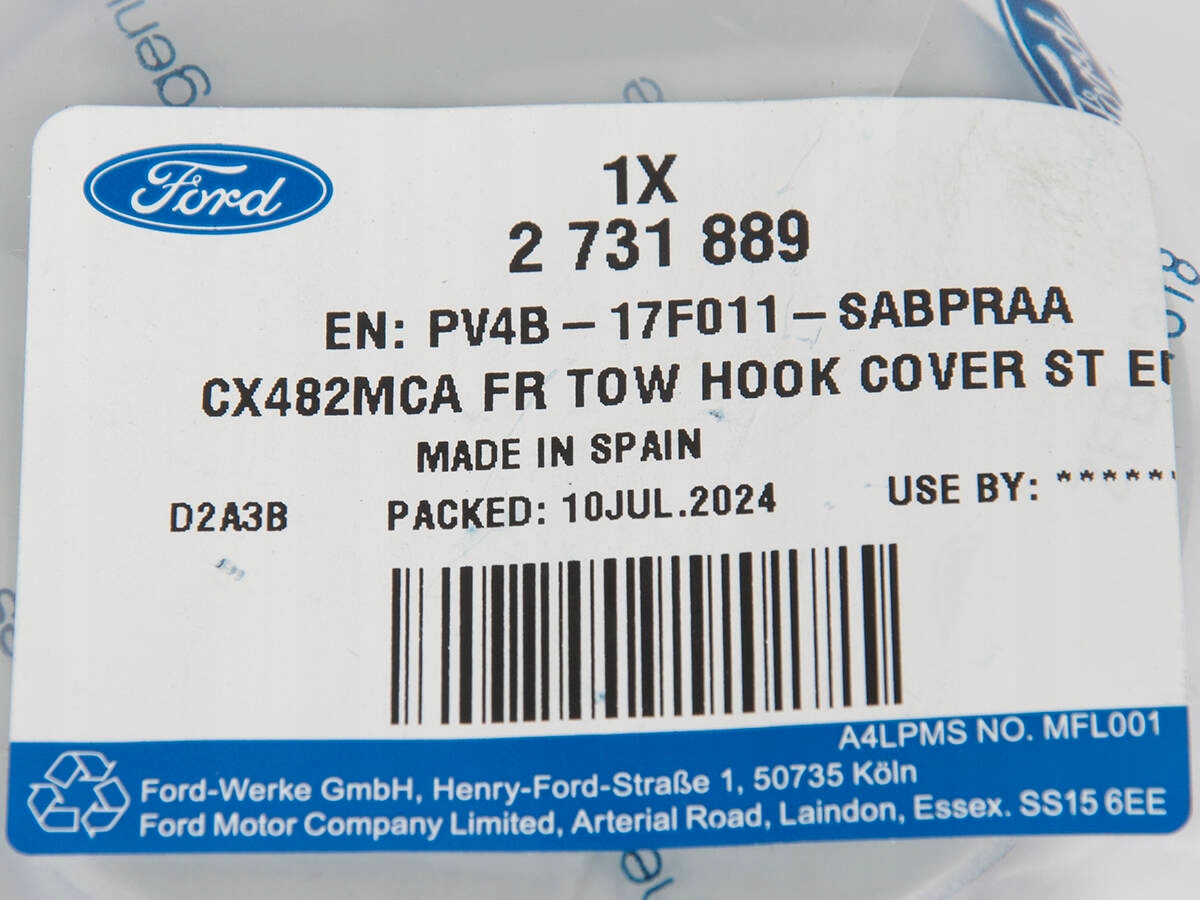 Ford
1X
2 731 889
EN: PV4B – 17F011 – SABPRAA
CX482MCA FR TOW HOOK COVER ST
MADE IN SPAIN
D2A3B PACKED: 10JUL.2024 USE BY: ******
A4LPMS NO. MFL001
Ford-Werke GmbH, Henry-Ford-Straße 1, 50735 Köln
Ford Motor Company Limited, Arterial Road, Laindon, Essex. SS15 6EE
Ford